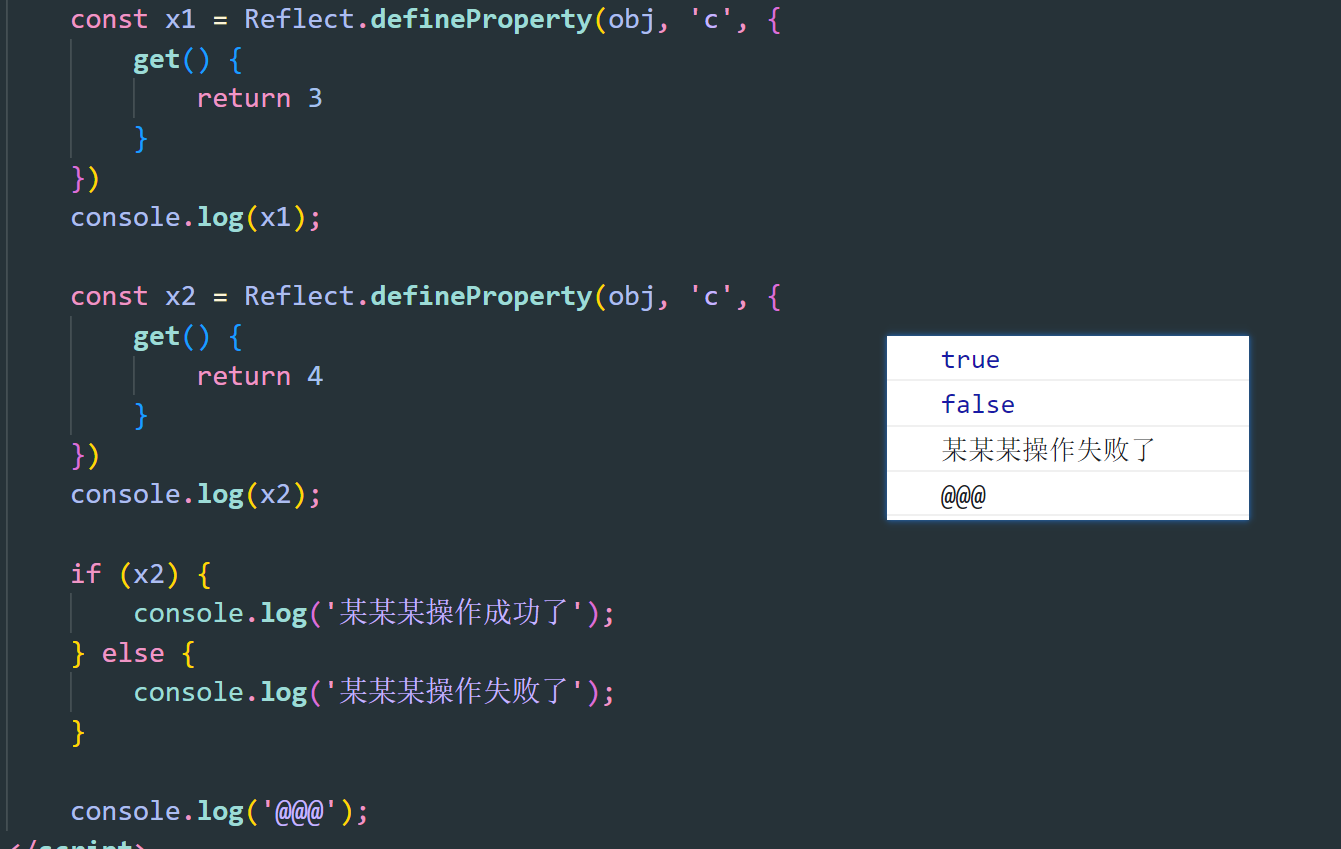 const x1 = Reflect.defineProperty(obj, 'c', {
get() {
return 3
}
})
console.log(x1);
const x2 = Reflect.defineProperty(obj, 'c', {
get() {
return 4
}
})
console.log(x2);
if (x2) {
console.log('某某某操作成功了');
} else {
console.log('某某某操作失败了');
}
console.log('@@@');
</script>
true
false
某某某操作失败了
@@@